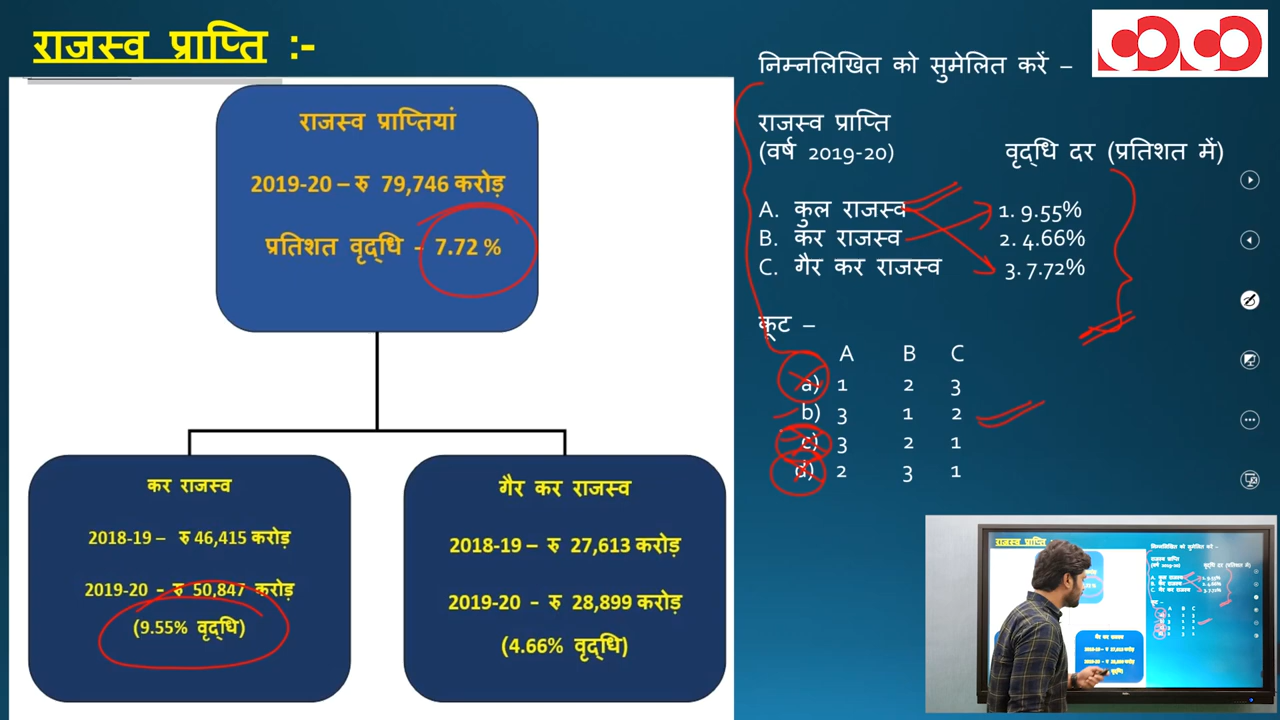 राजस्व प्राप्ति :-
राजस्व प्राप्तियां
2019-20 – रु 79,746 करोड़
प्रतिशत वृद्धि - 7.72 %
कर राजस्व
2018-19 – रु 46,415 करोड़
2019-20 - रु 50,847 करोड़
(9.55% वृद्धि)
गैर कर राजस्व
2018-19 – रु 27,613 करोड़
2019-20 - रु 28,899 करोड़
(4.66% वृद्धि)
निम्नलिखित को सुमेलित करें –
राजस्व प्राप्ति
(वर्ष 2019-20) वृद्धि दर (प्रतिशत में)
A. कुल राजस्व 1. 9.55%
B. कर राजस्व 2. 4.66%
C. गैर कर राजस्व 3. 7.72%
कूट –
A B C
a) 1 2 3
b) 3 1 2
c) 3 2 1
d) 2 3 1